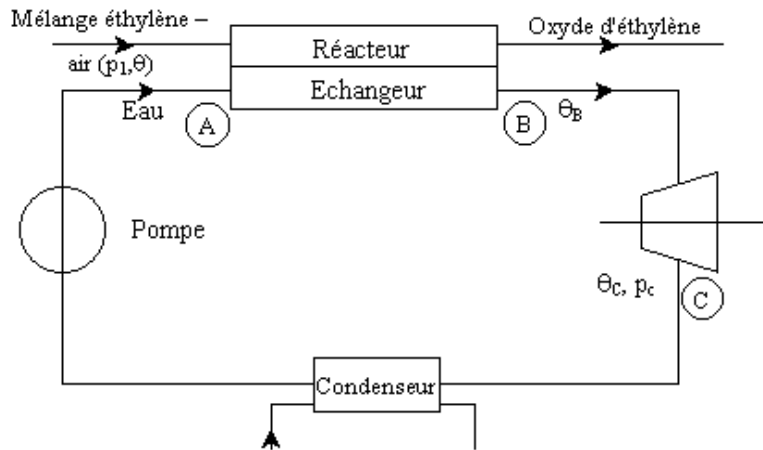 Mélange éthylène –
air (p1,θ)
Réacteur
Oxyde d'éthylène
Echangeur
Eau
A
B
θB
Pompe
θC, pc
C
Condenseur